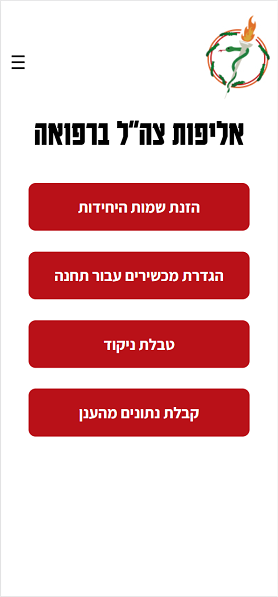 אליפות צה"ל ברפואה
הזנת שמות היחידות
הגדרת מכשירים עבור תחנה
טבלת ניקוד
קבלת נתונים מהענן